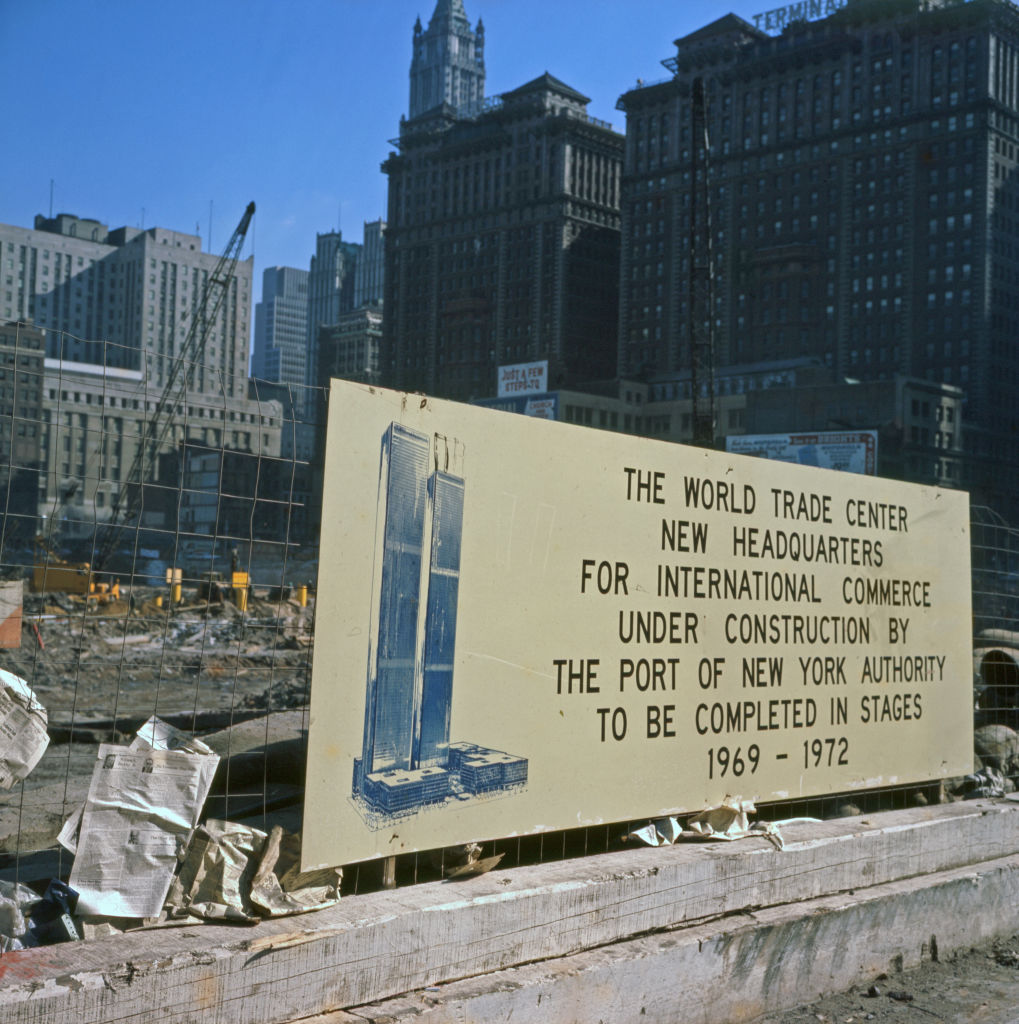 TERMINAL
JUST A FEW
STEPS TO
CHURCH
THE WORLD TRADE CENTER
NEW HEADQUARTERS
FOR INTERNATIONAL COMMERCE
UNDER CONSTRUCTION BY
THE PORT OF NEW YORK AUTHORITY
TO BE COMPLETED IN STAGES
1969 - 1972